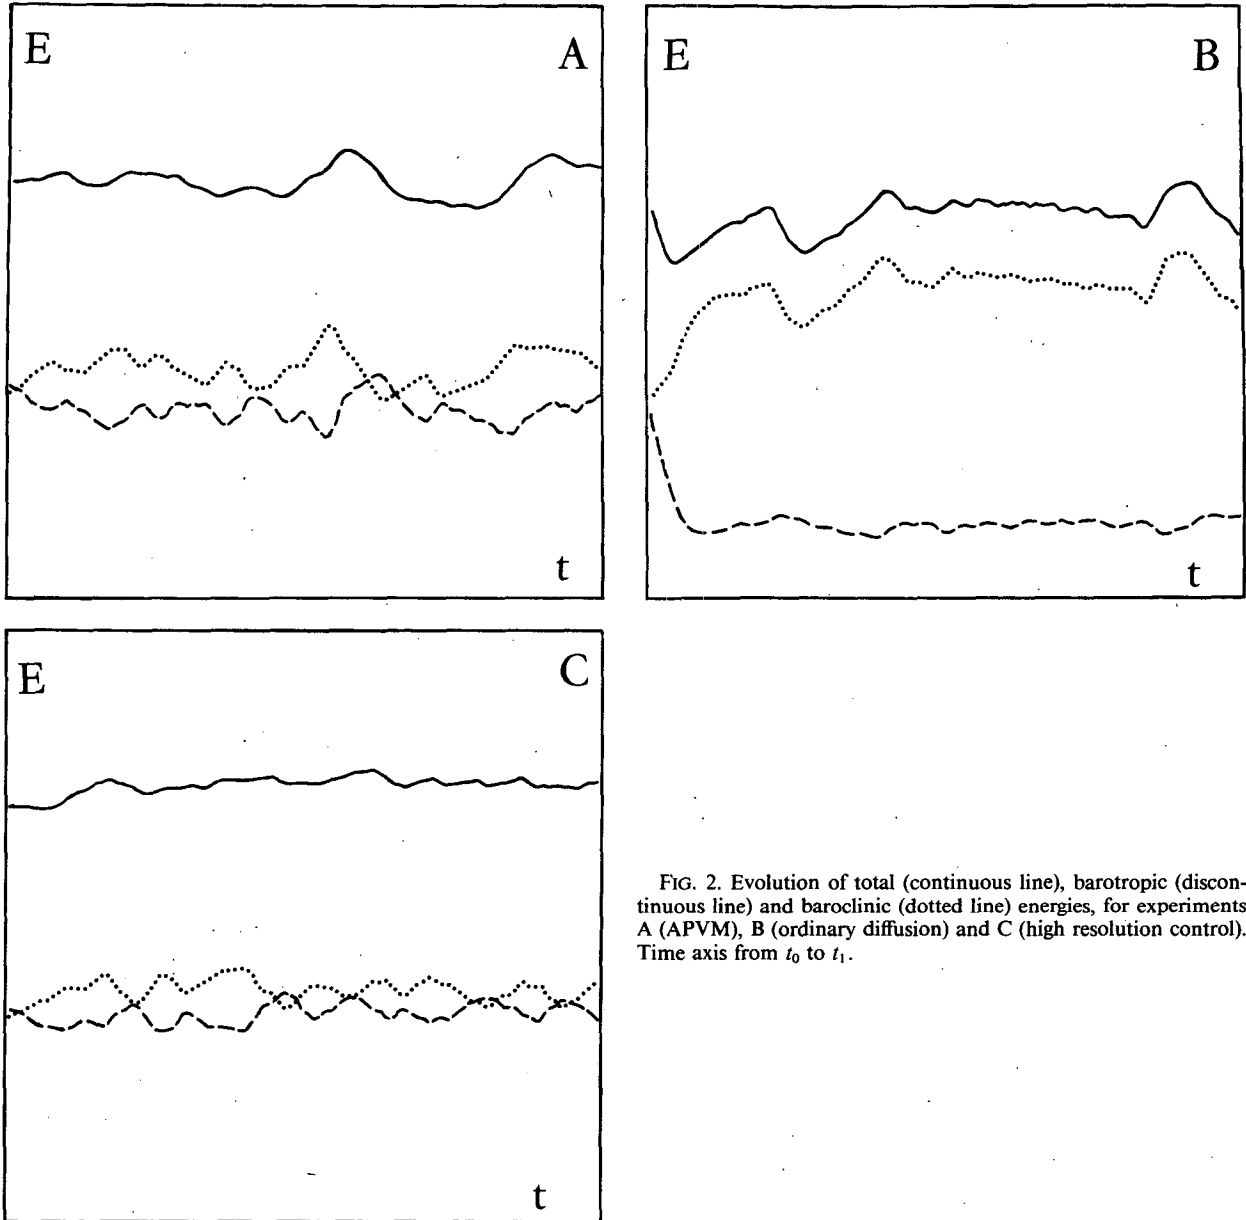 E
A
t
E
B
t
E
C
t
FIG. 2. Evolution of total (continuous line), barotropic (discon-
tinuous line) and baroclinic (dotted line) energies, for experiments
A (APVM), B (ordinary diffusion) and C (high resolution control).
Time axis from t₀ to t₁.